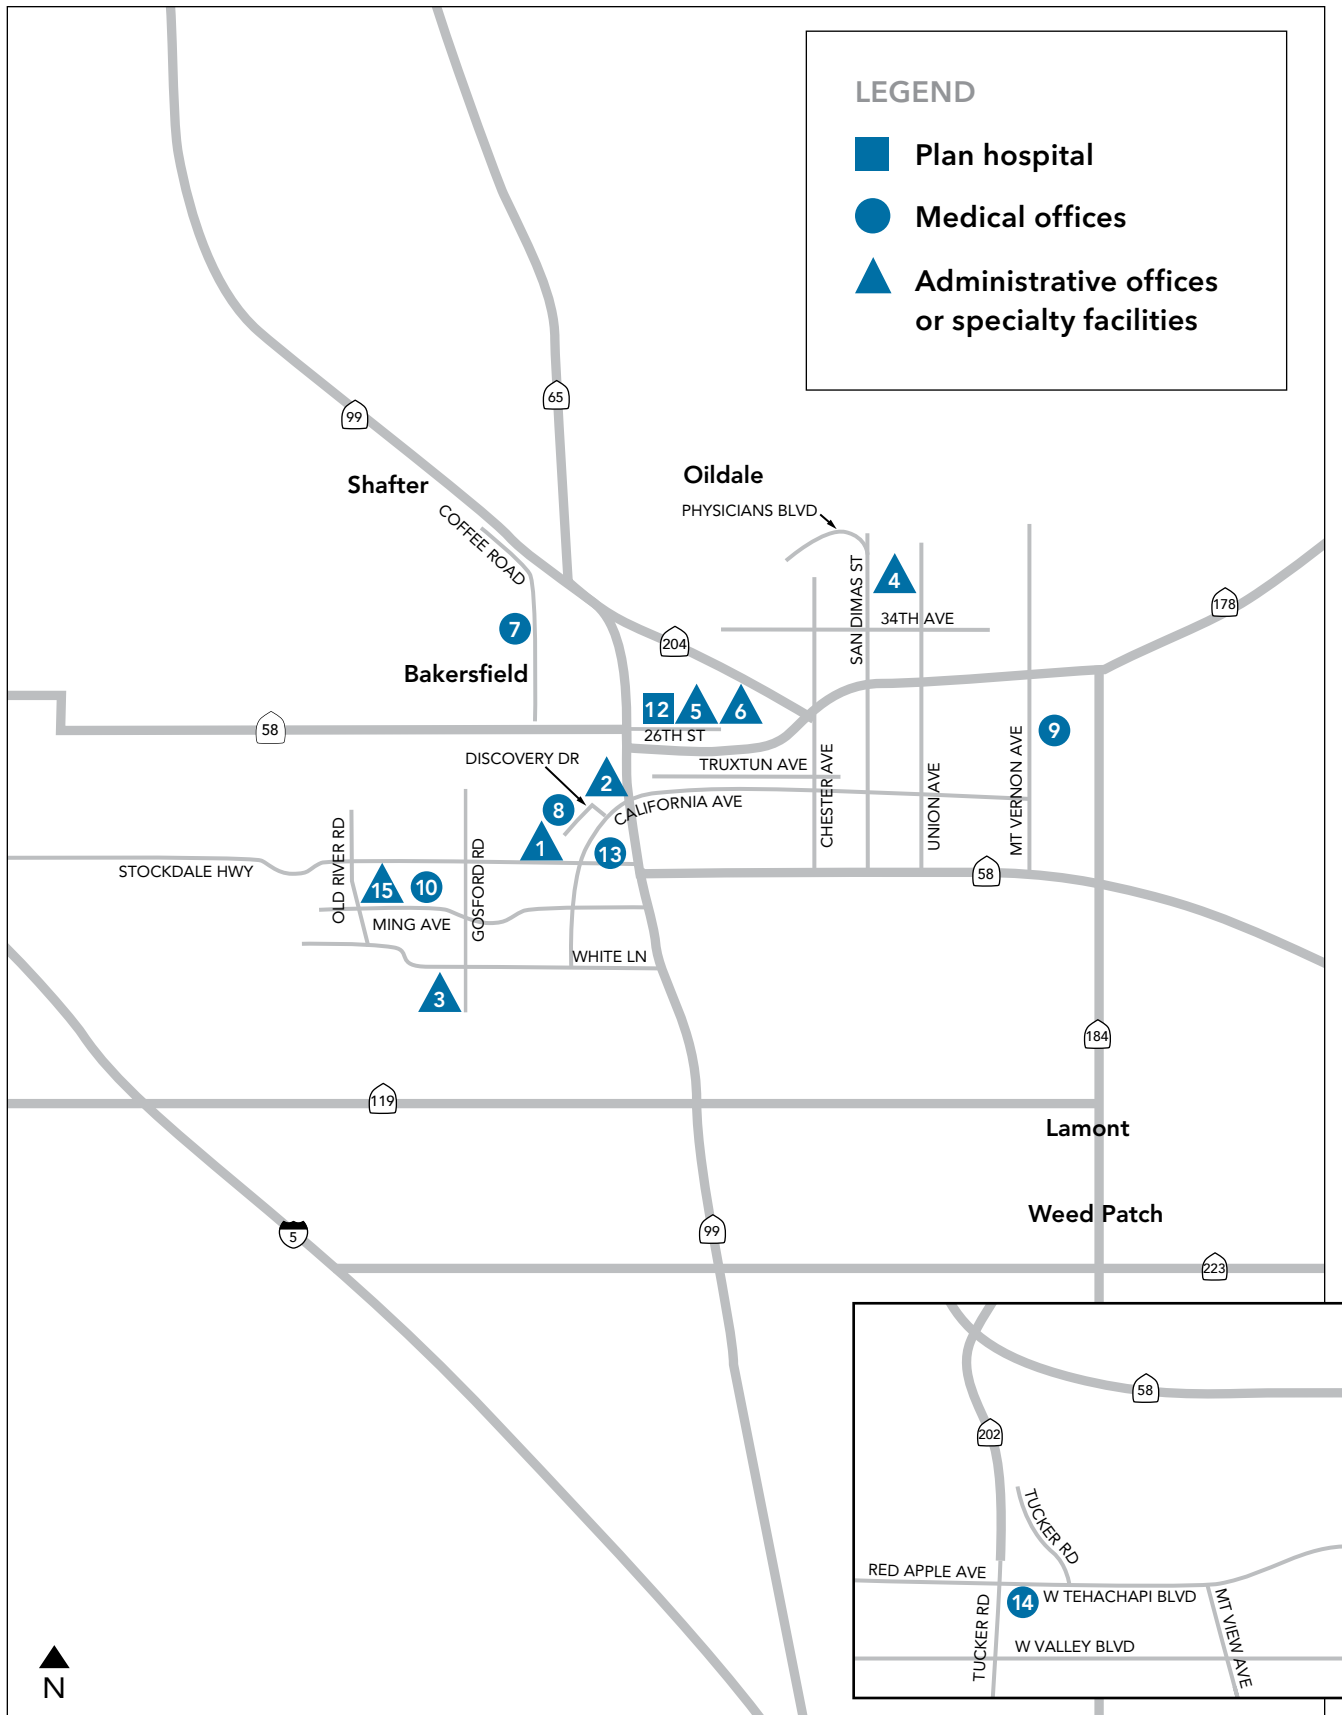 LEGEND
Plan hospital
Medical offices
Administrative offices
or specialty facilities
65
99
Oildale
Shafter
PHYSICIANS BLVD
COFFEE ROAD
SAN DIMAS ST
4
178
34TH AVE
7
204
Bakersfield
12
5
6
58
26TH ST
9
DISCOVERY DR
TRUXTUN AVE
2
CHESTER AVE
UNION AVE
MT VERNON AVE
8
CALIFORNIA AVE
1
13
STOCKDALE HWY
OLD RIVER RD
GOSFORD RD
58
15
10
MING AVE
WHITE LN
3
184
119
Lamont
Weed Patch
5
99
223
58
202
TUCKER RD
RED APPLE AVE
14
W TEHACHAPI BLVD
TUCKER RD
MT VIEW AVE
W VALLEY BLVD
N